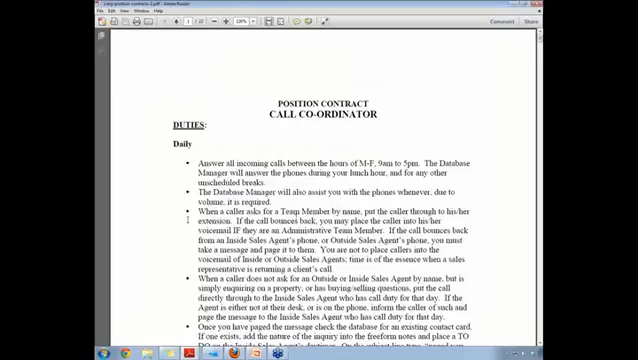 POSITION CONTRACT
CALL CO-ORDINATOR
DUTIES:
Daily
• Answer all incoming calls between the hours of M-F, 9am to 5pm. The Database
Manager will answer the phones during your lunch hour, and for any other
unscheduled breaks.
• The Database Manager will also assist you with the phones whenever, due to
volume, it is required.
• When a caller asks for a Team Member by name, put the caller through to his/her
extension. If the call bounces back, you may place the caller into his/her
voicemail IF they are an Administrative Team Member. If the call bounces
back from an Inside Sales Agent's phone, or Outside Sales Agent's phone, you must
take a message and page it to them. You are not to place callers into the
voicemail of Inside or Outside Sales Agents; time is of the essence when a sales
representative is returning a client's call.
• When a caller does not ask for an Outside or Inside Sales Agent by name, but is
simply enquiring on a property, or has buying/selling questions, put the call
directly through to the Inside Sales Agent who has call duty for that day. If the
Agent is either not at their desk, or is on the phone, inform the caller of such and
page the message to the Inside Sales Agent who has call duty for that day.
• Once you have paged the message check the database for an existing contact card.
If one exists, add the nature of the inquiry into the freeform notes and place a TO